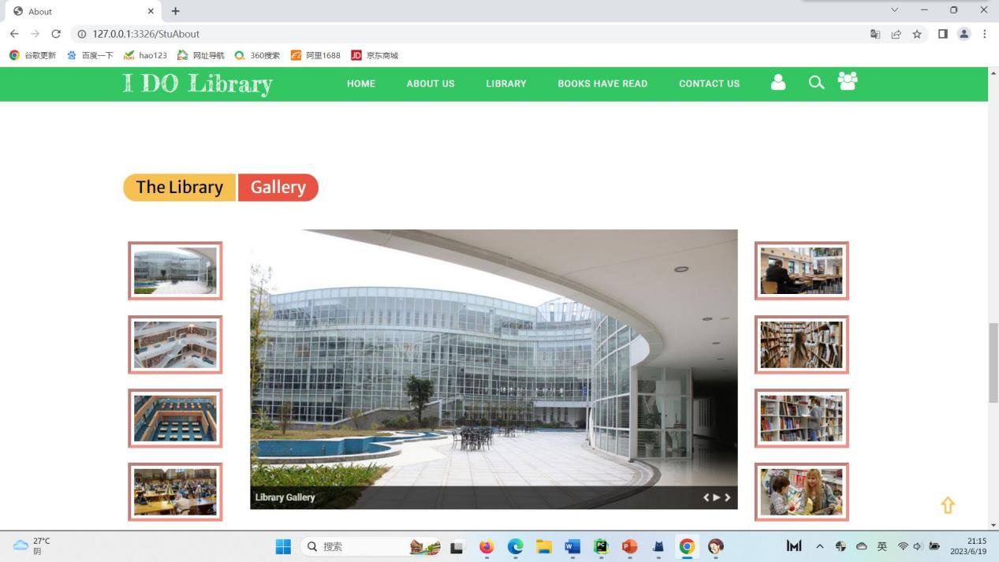 About
127.0.0.1:3326/StuAbout
谷歌更新 百度一下 hao123 网址导航 360搜索 阿里1688 京东商城
I DO Library HOME ABOUT US LIBRARY BOOKS HAVE READ CONTACT US
The Library Gallery
Library Gallery
27°C
阴
搜索
英
21:15
2023/6/19